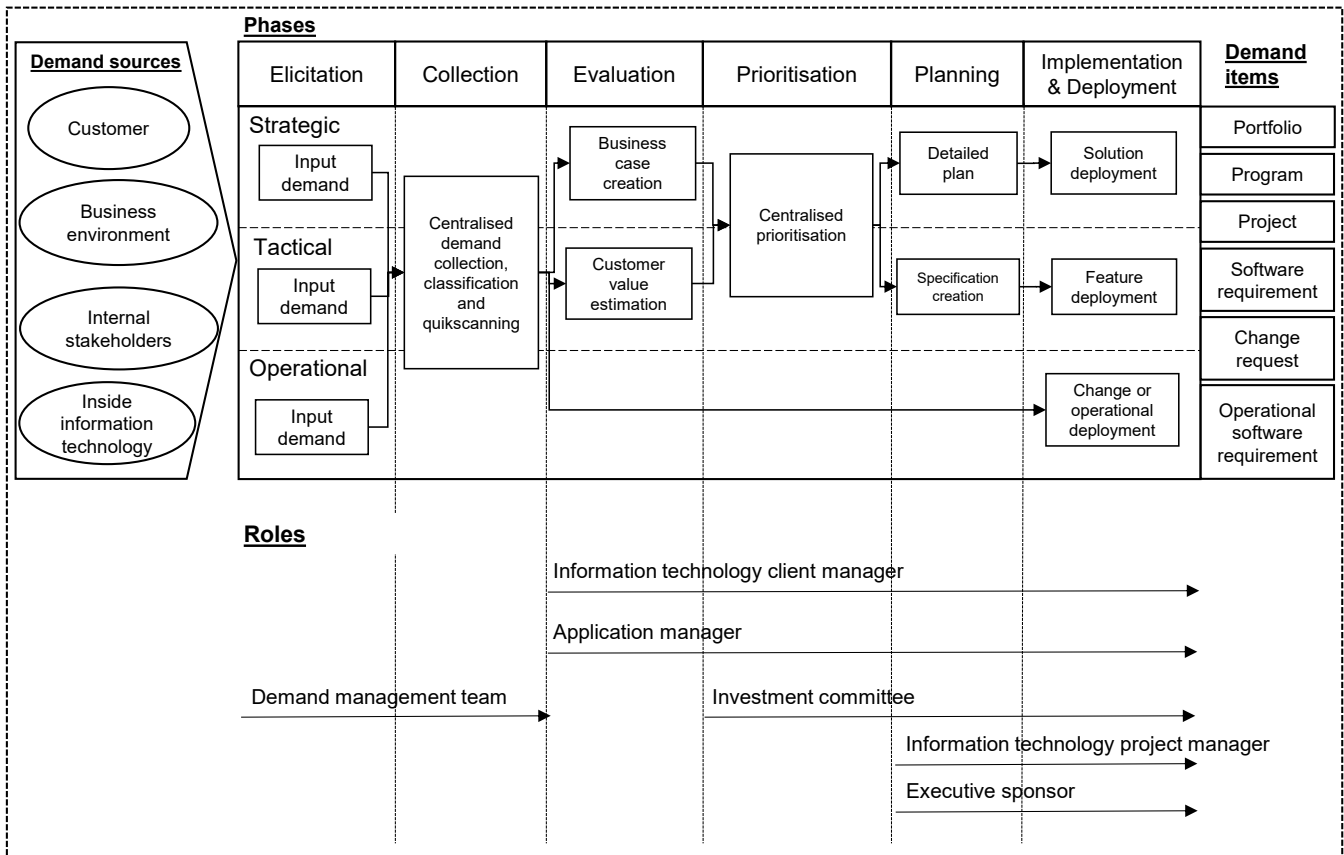 Phases
Demand sources
Customer
Business
environment
Internal
stakeholders
Inside
information
technology
Elicitation
Collection
Evaluation
Prioritisation
Planning
Implementation
& Deployment
Demand
items
Strategic
Input
demand
Tactical
Input
demand
Operational
Input
demand
Centralised
demand
collection,
classification
and
quikscanning
Business
case
creation
Customer
value
estimation
Centralised
prioritisation
Detailed
plan
Specification
creation
Solution
deployment
Feature
deployment
Change or
operational
deployment
Portfolio
Program
Project
Software
requirement
Change
request
Operational
software
requirement
Roles
Information technology client manager
Application manager
Demand management team
Investment committee
Information technology project manager
Executive sponsor